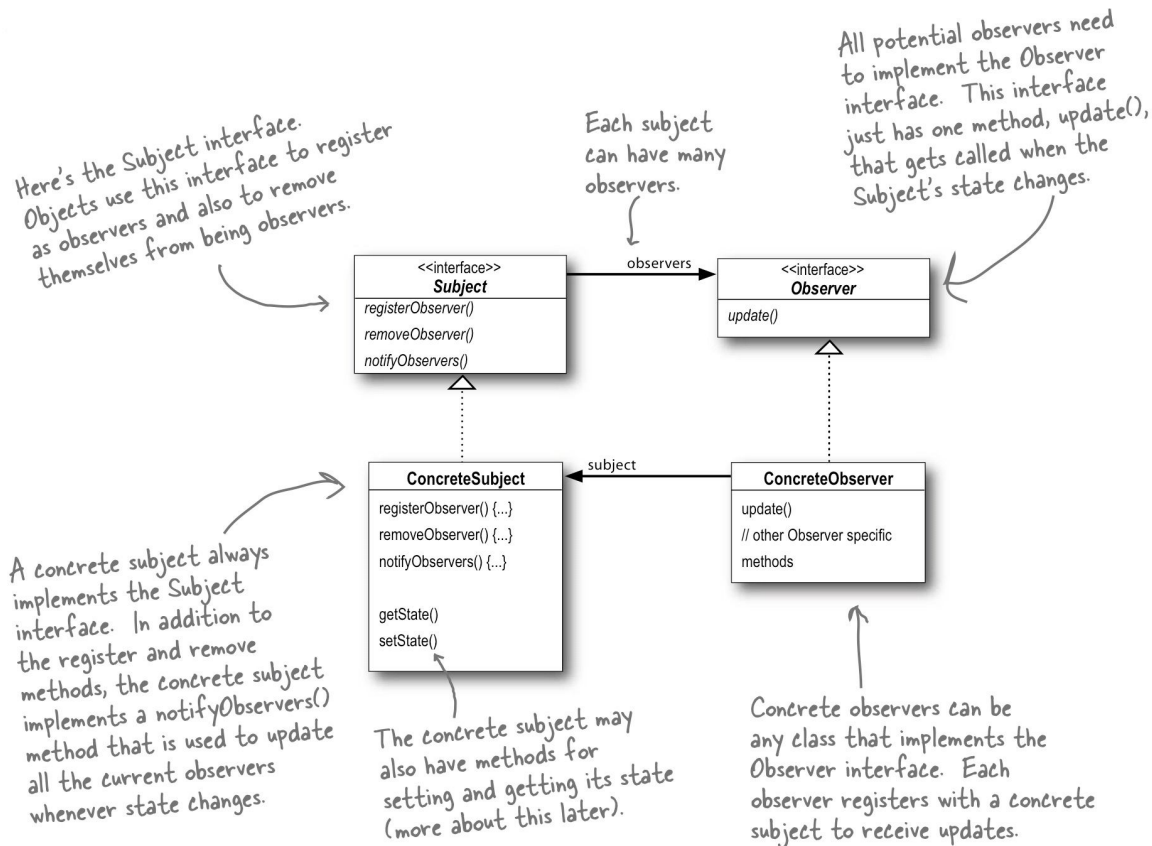 Here's the Subject interface.
Objects use this interface to register
as observers and also to remove
themselves from being observers.
Each subject
can have many
observers.
All potential observers need
to implement the Observer
interface. This interface
just has one method, update(),
that gets called when the
Subject's state changes.
<<interface>>
Subject
registerObserver()
removeObserver()
notifyObservers()
observers
<<interface>>
Observer
update()
ConcreteSubject
registerObserver() {...}
removeObserver() {...}
notifyObservers() {...}
getState()
setState()
subject
ConcreteObserver
update()
// other Observer specific
methods
A concrete subject always
implements the Subject
interface. In addition to
the register and remove
methods, the concrete subject
implements a notifyObservers()
method that is used to update
all the current observers
whenever state changes.
The concrete subject may
also have methods for
setting and getting its state
(more about this later).
Concrete observers can be
any class that implements the
Observer interface. Each
observer registers with a concrete
subject to receive updates.